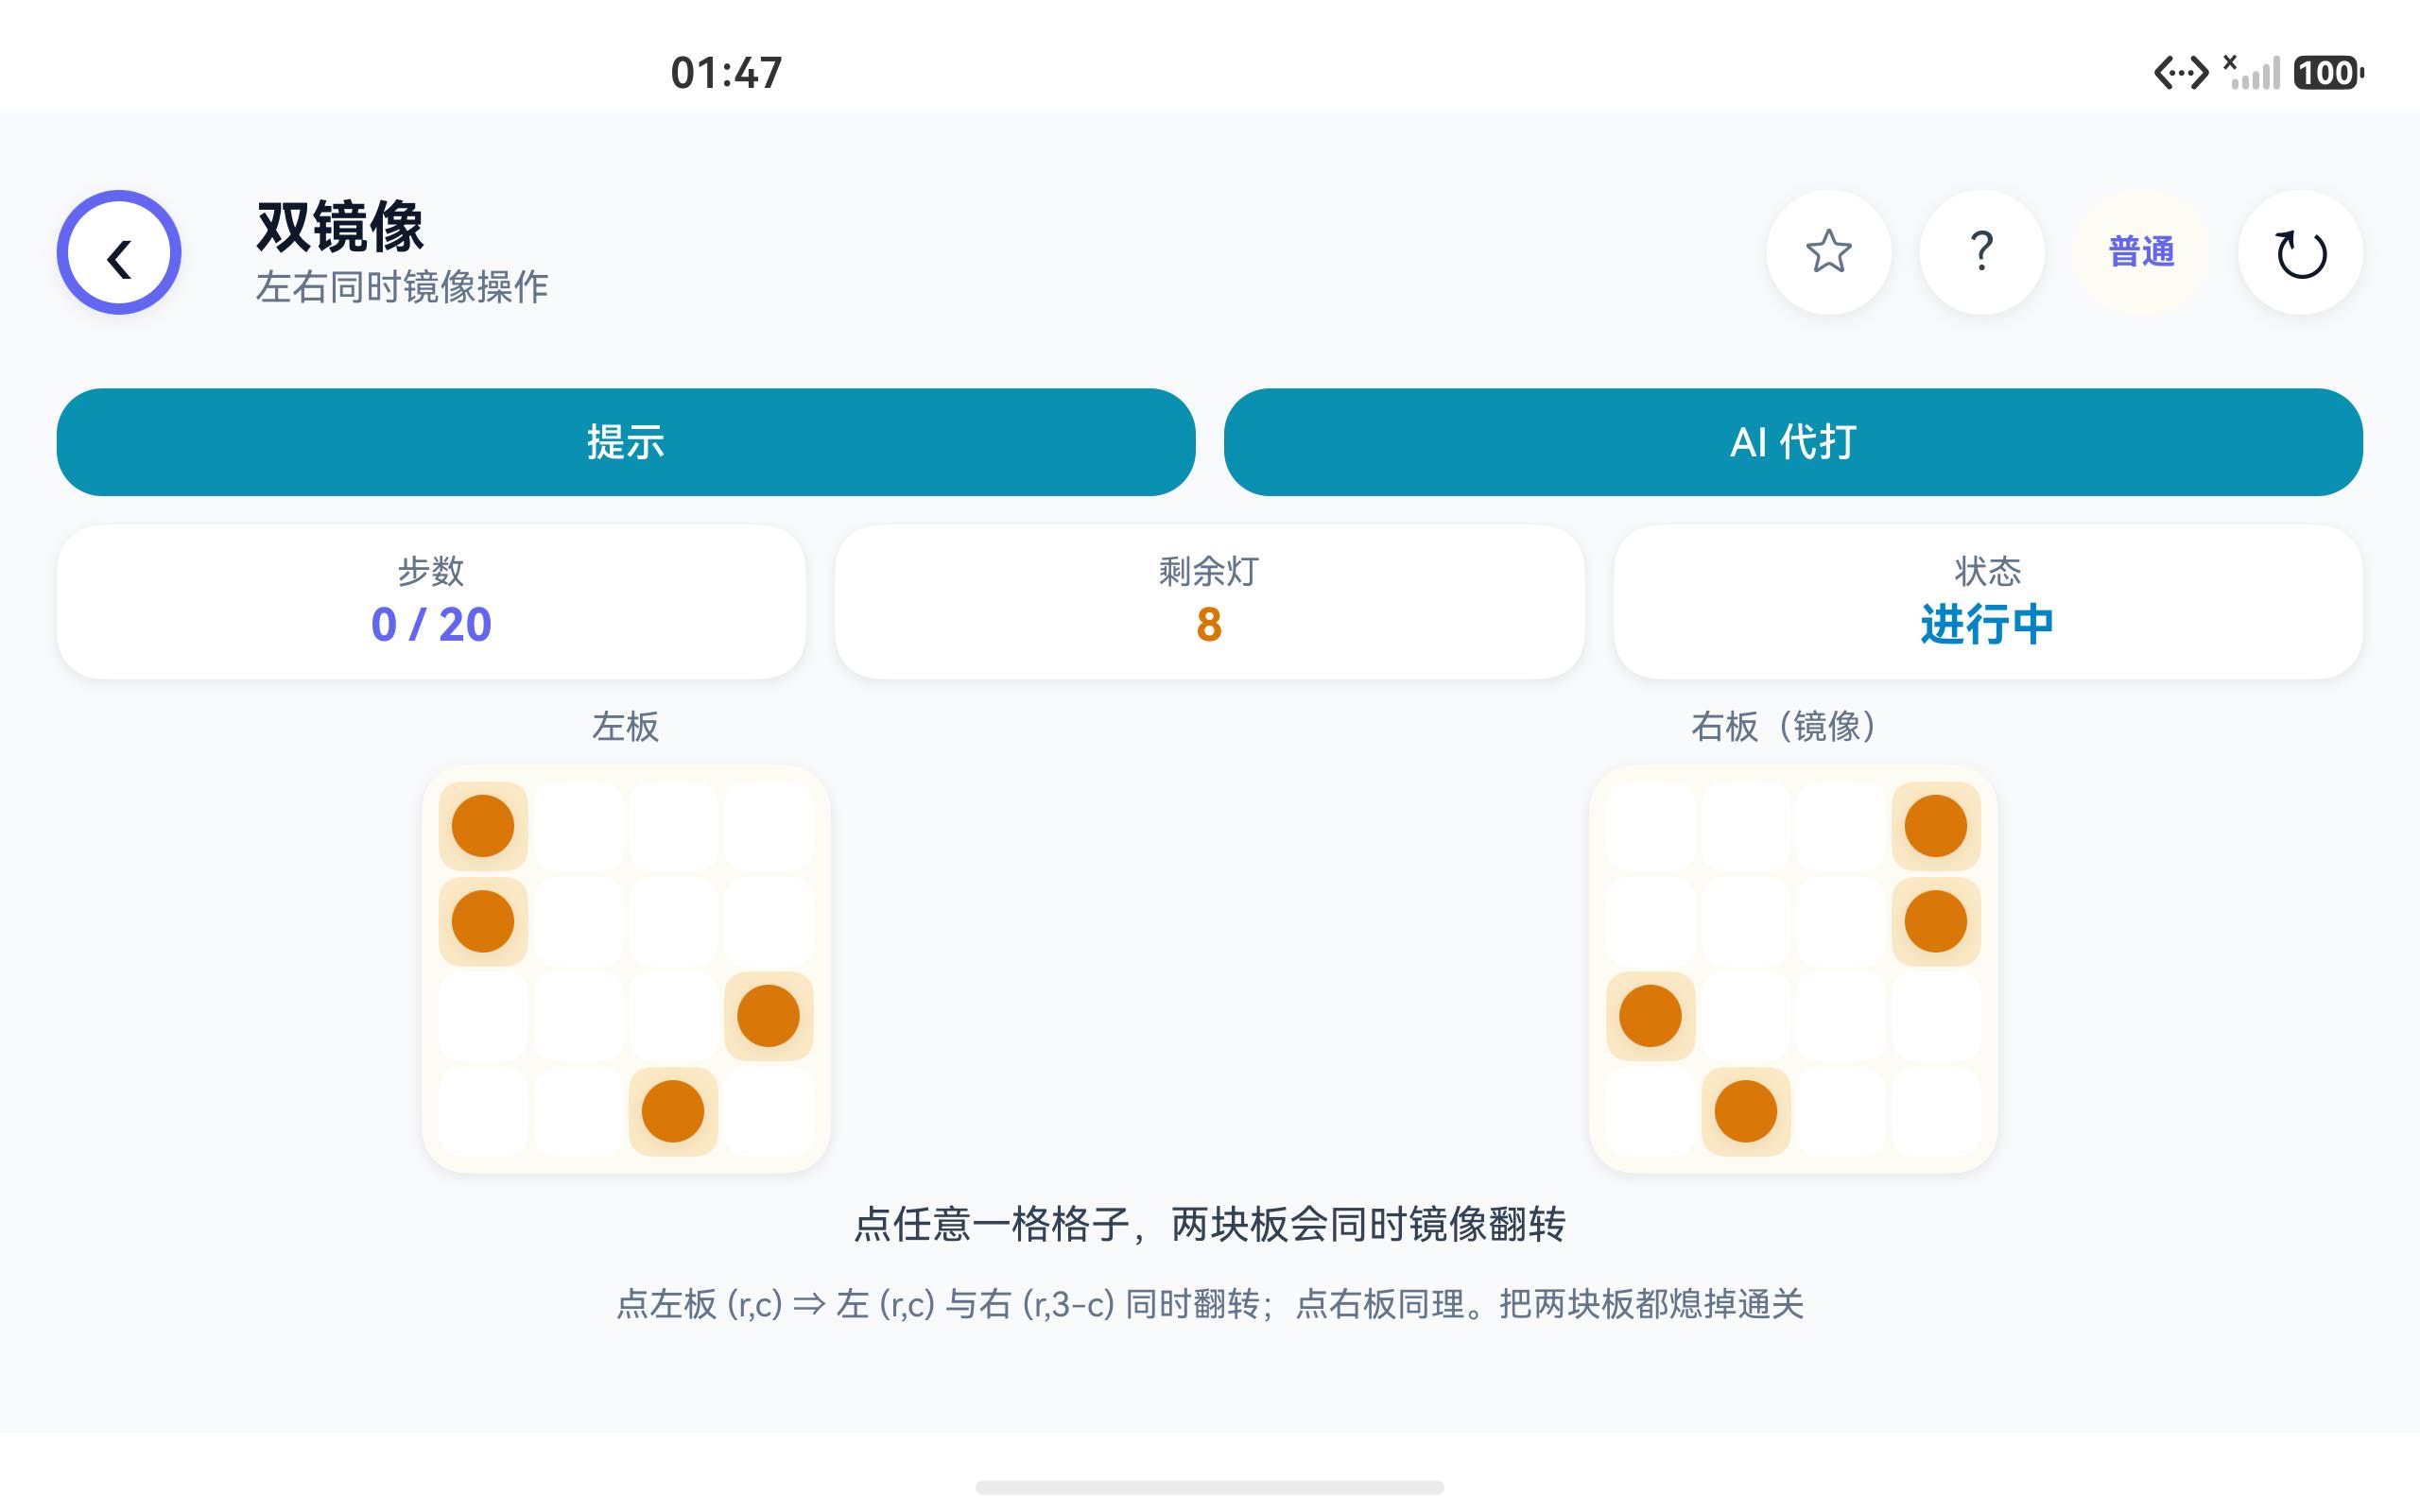 01:47
100
双镜像
左右同时镜像操作
?
普通
提示
AI 代打
步数
0 / 20
剩余灯
8
状态
进行中
左板
右板（镜像）
点任意一格格子，两块板会同时镜像翻转
点左板 (r,c) ⇒ 左 (r,c) 与右 (r,3-c) 同时翻转；点右板同理。把两块板都熄掉通关